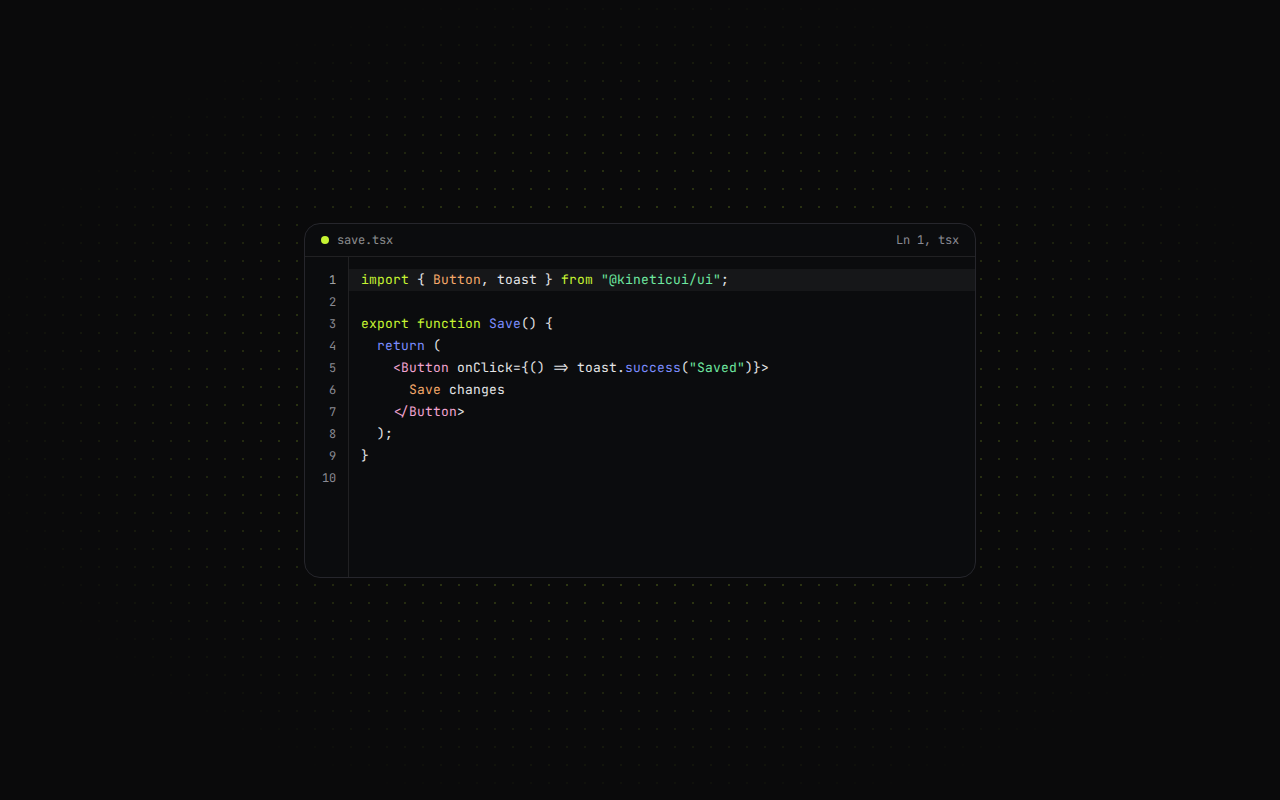 save.tsx
Ln 1, tsx
1 import { Button, toast } from "@kineticui/ui";
2
3 export function Save() {
4   return (
5     <Button onClick={() => toast.success("Saved")}>
6       Save changes
7     </Button>
8   );
9 }
10